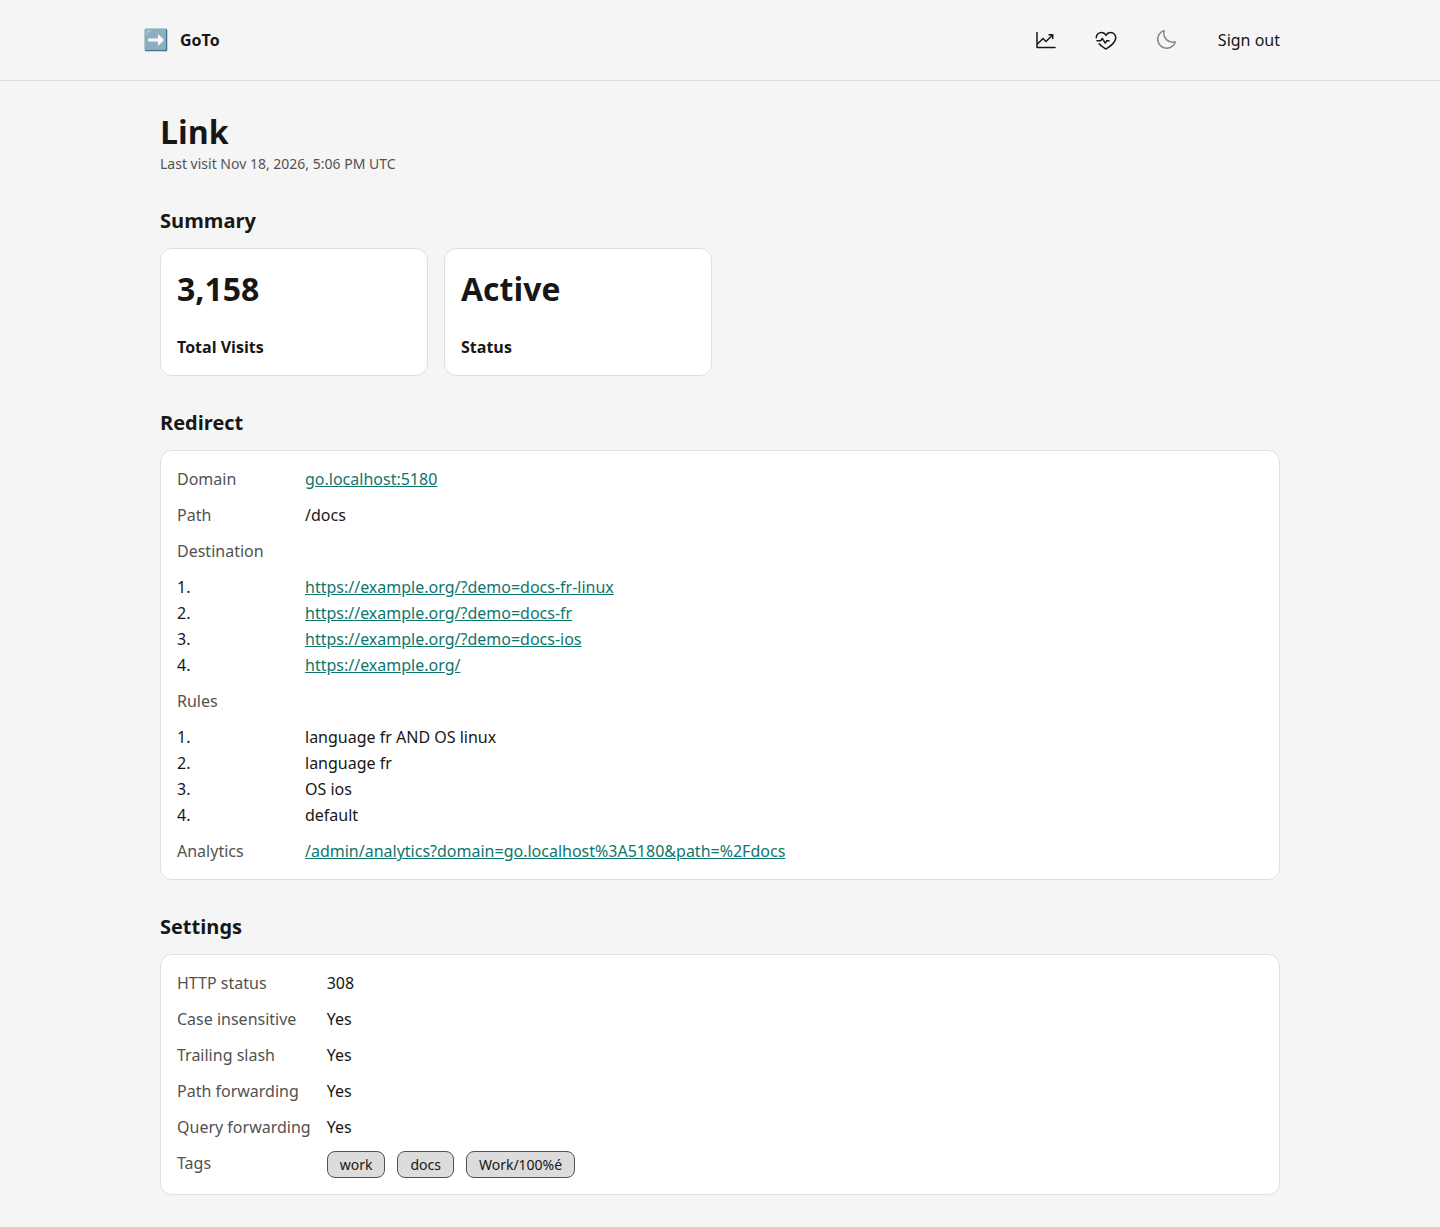 GoTo
Sign out
Link
Last visit Nov 18, 2026, 5:06 PM UTC
Summary
3,158
Total Visits
Active
Status
Redirect
Domain go.localhost:5180
Path /docs
Destination
1. https://example.org/?demo=docs-fr-linux
2. https://example.org/?demo=docs-fr
3. https://example.org/?demo=docs-ios
4. https://example.org/
Rules
1. language fr AND OS linux
2. language fr
3. OS ios
4. default
Analytics /admin/analytics?domain=go.localhost%3A5180&path=%2Fdocs
Settings
HTTP status 308
Case insensitive Yes
Trailing slash Yes
Path forwarding Yes
Query forwarding Yes
Tags work docs Work/100%é